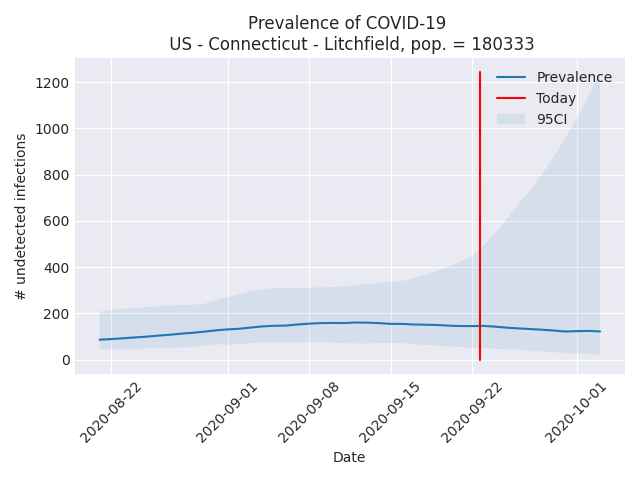 Prevalence of COVID-19
US - Connecticut - Litchfield, pop. = 180333
Prevalence
Today
95CI
# undetected infections
1200
1000
800
600
400
200
0
2020-08-22
2020-09-01
2020-09-08
2020-09-15
2020-09-22
2020-10-01
Date